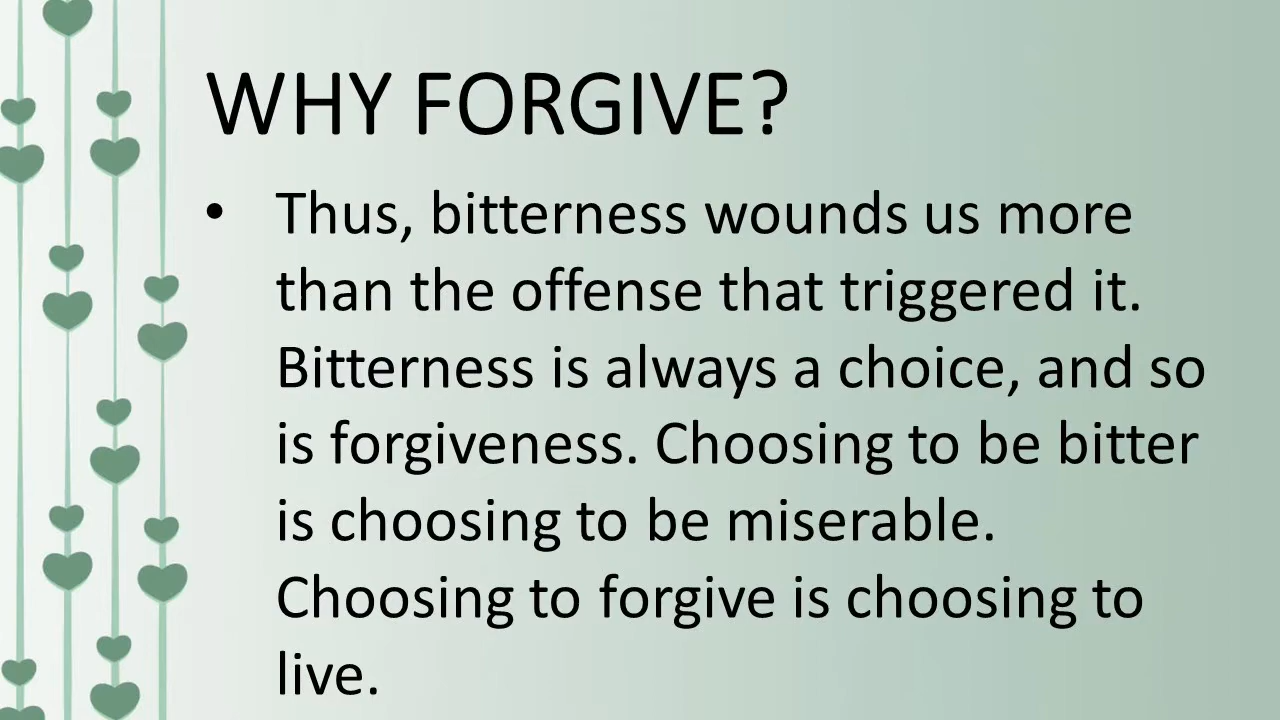 WHY FORGIVE?
• Thus, bitterness wounds us more
than the offense that triggered it.
Bitterness is always a choice, and so
is forgiveness. Choosing to be bitter
is choosing to be miserable.
Choosing to forgive is choosing to
live.